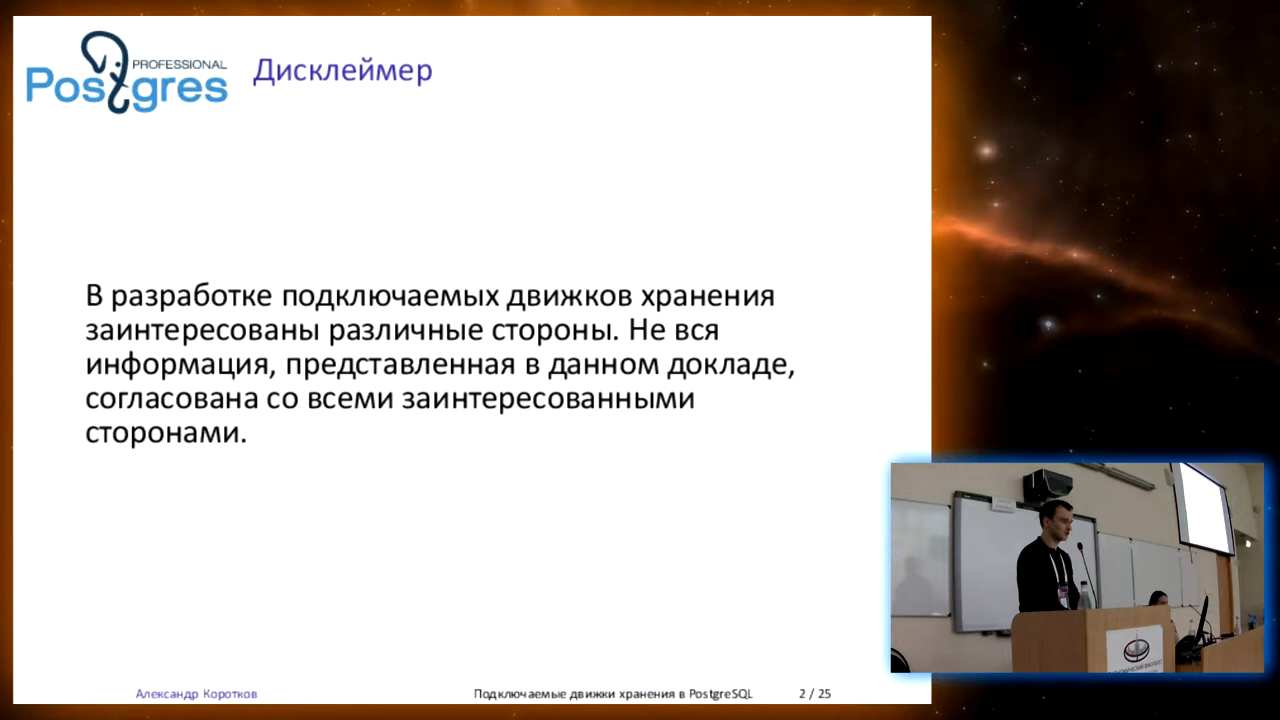 PROFESSIONAL
Postgres
Дисклеймер
В разработке подключаемых движков хранения
заинтересованы различные стороны. Не вся
информация, представленная в данном докладе,
согласована со всеми заинтересованными
сторонами.
Александр Коротков
Подключаемые движки хранения в PostgreSQL
2 / 25